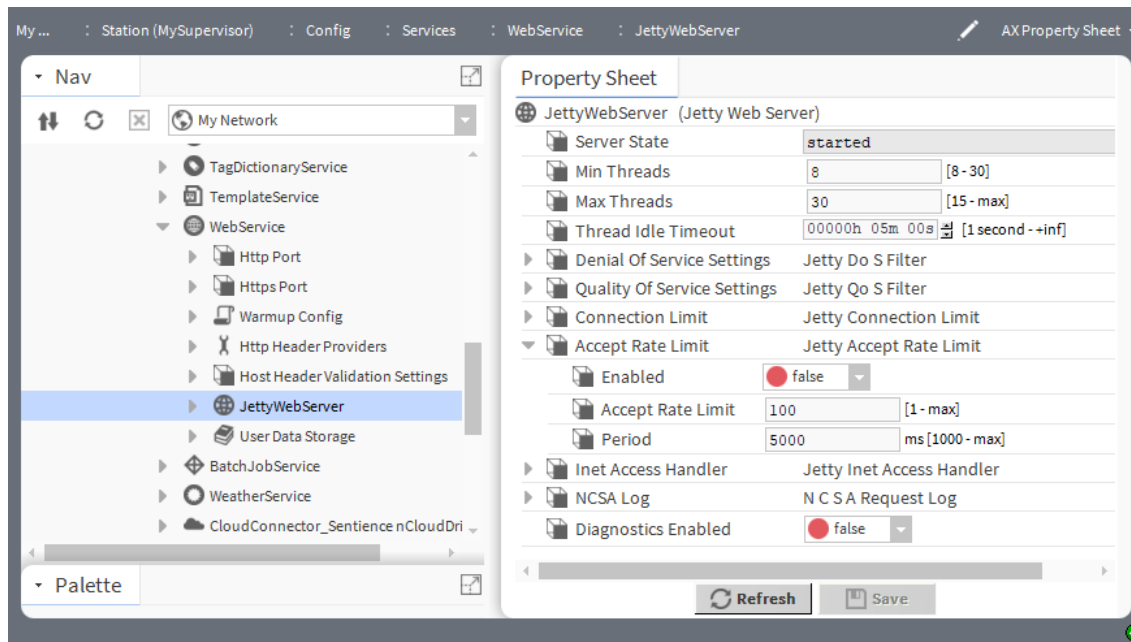 My ... : Station (MySupervisor) : Config : Services : WebService : JettyWebServer AX Property Sheet
Nav
My Network
TagDictionaryService
TemplateService
WebService
Http Port
Https Port
Warmup Config
Http Header Providers
Host Header Validation Settings
JettyWebServer
User Data Storage
BatchJobService
WeatherService
CloudConnector_Sentience nCloudDri
Palette
Property Sheet
JettyWebServer (Jetty Web Server)
Server State started
Min Threads 8 [8 - 30]
Max Threads 30 [15 - max]
Thread Idle Timeout 00000h 05m 00s [1 second - +inf]
Denial Of Service Settings Jetty Do S Filter
Quality Of Service Settings Jetty Qo S Filter
Connection Limit Jetty Connection Limit
Accept Rate Limit Jetty Accept Rate Limit
Enabled false
Accept Rate Limit 100 [1 - max]
Period 5000 ms [1000 - max]
Inet Access Handler Jetty Inet Access Handler
NCSA Log N C S A Request Log
Diagnostics Enabled false
Refresh Save